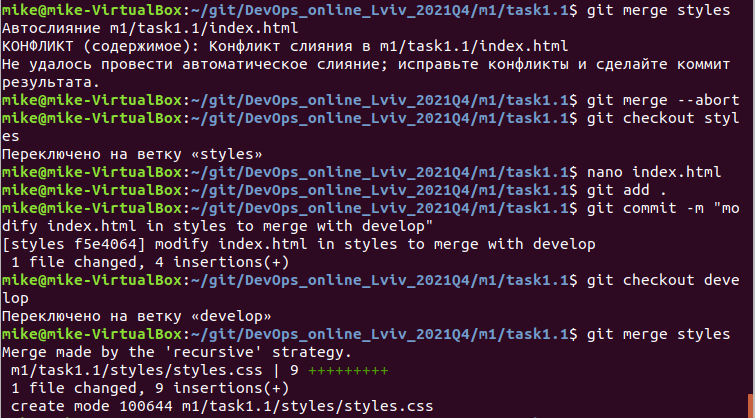 mike@mike-VirtualBox:~/git/DevOps_online_Lviv_2021Q4/m1/task1.1$ git merge styles
Автослияние m1/task1.1/index.html
КОНФЛИКТ (содержимое): Конфликт слияния в m1/task1.1/index.html
Не удалось провести автоматическое слияние; исправьте конфликты и сделайте коммит
результата.
mike@mike-VirtualBox:~/git/DevOps_online_Lviv_2021Q4/m1/task1.1$ git merge --abort
mike@mike-VirtualBox:~/git/DevOps_online_Lviv_2021Q4/m1/task1.1$ git checkout styl
es
Переключено на ветку «styles»
mike@mike-VirtualBox:~/git/DevOps_online_Lviv_2021Q4/m1/task1.1$ nano index.html
mike@mike-VirtualBox:~/git/DevOps_online_Lviv_2021Q4/m1/task1.1$ git add .
mike@mike-VirtualBox:~/git/DevOps_online_Lviv_2021Q4/m1/task1.1$ git commit -m "mo
dify index.html in styles to merge with develop"
[styles f5e4064] modify index.html in styles to merge with develop
 1 file changed, 4 insertions(+)
mike@mike-VirtualBox:~/git/DevOps_online_Lviv_2021Q4/m1/task1.1$ git checkout deve
lop
Переключено на ветку «develop»
mike@mike-VirtualBox:~/git/DevOps_online_Lviv_2021Q4/m1/task1.1$ git merge styles
Merge made by the 'recursive' strategy.
 m1/task1.1/styles/styles.css | 9 +++++++++
 1 file changed, 9 insertions(+)
 create mode 100644 m1/task1.1/styles/styles.css